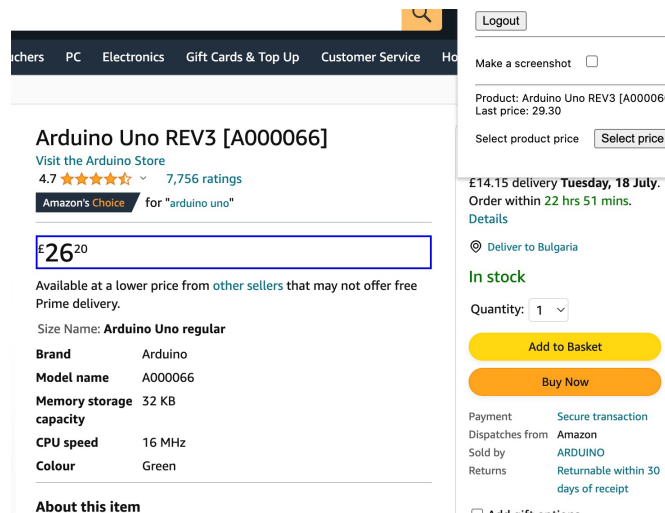 PC Electronics Gift Cards & Top Up Customer Service
Logout
Make a screenshot
Product: Arduino Uno REV3
Last price: 29.30
Select product price Select price
Arduino Uno REV3 [A000066]
Visit the Arduino Store
4.7 7,756 ratings
Amazon's Choice for "arduino uno"
£26 20
Available at a lower price from other sellers that may not offer free
Prime delivery.
Size Name: Arduino Uno regular
Brand Arduino
Model name A000066
Memory storage 32 KB
capacity
CPU speed 16 MHz
Colour Green
About this item
£14.15 delivery Tuesday, 18 July.
Order within 22 hrs 51 mins.
Details
Deliver to Bulgaria
In stock
Quantity: 1
Add to Basket
Buy Now
Payment Secure transaction
Dispatches from Amazon
Sold by ARDUINO
Returns Returnable within 30
days of receipt
Add gift options